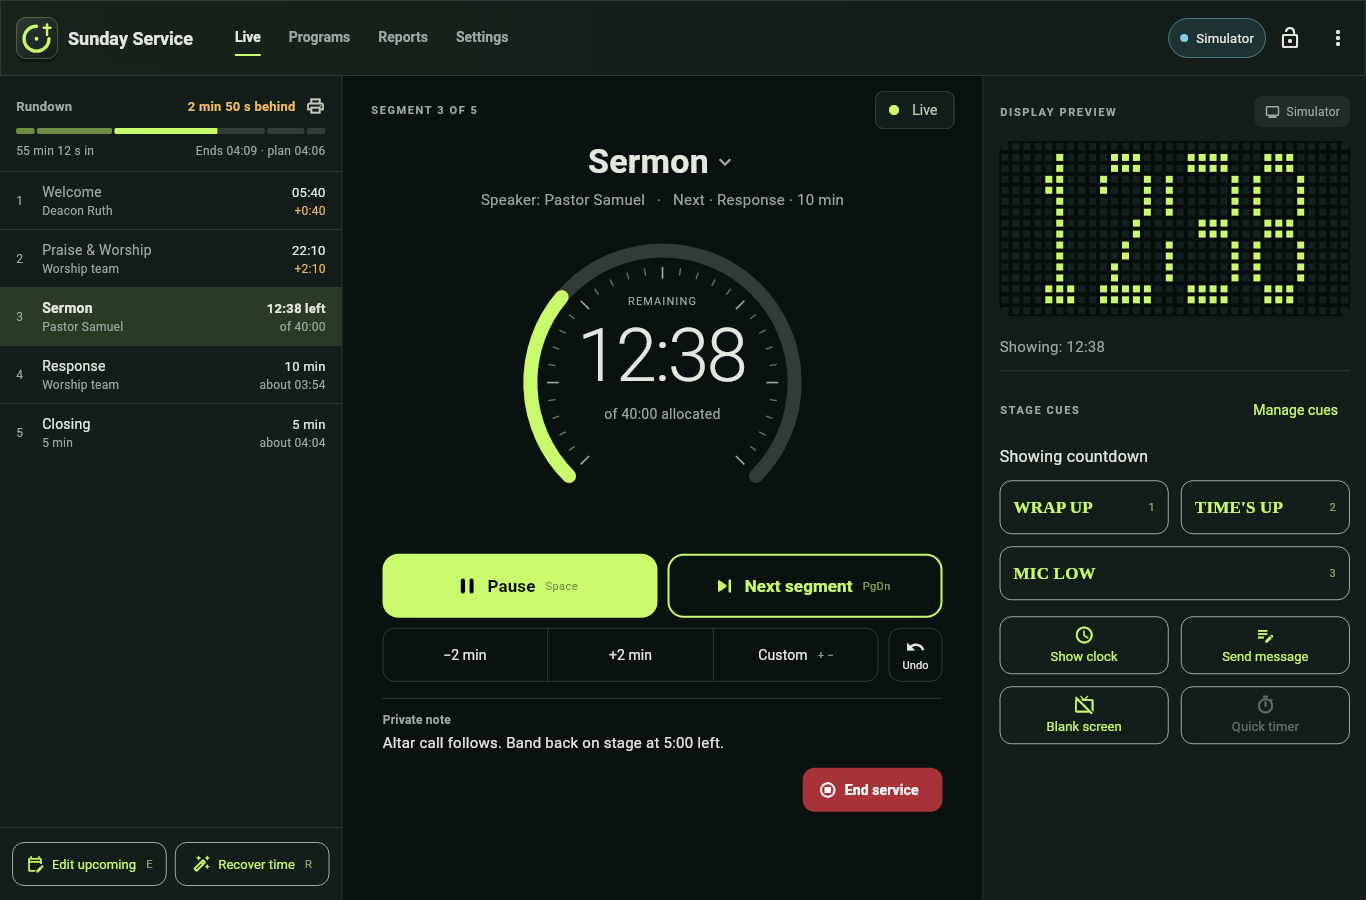 Sunday Service
Live
Programs
Reports
Settings
Simulator
Rundown
2 min 50 s behind
55 min 12 s in
Ends 04:09 · plan 04:06
1
Welcome
05:40
Deacon Ruth
+0:40
2
Praise & Worship
22:10
Worship team
+2:10
3
Sermon
12:38 left
Pastor Samuel
of 40:00
4
Response
10 min
Worship team
about 03:54
5
Closing
5 min
5 min
about 04:04
Edit upcoming E
Recover time R
SEGMENT 3 OF 5
Live
Sermon
Speaker: Pastor Samuel · Next · Response · 10 min
REMAINING
12:38
of 40:00 allocated
Pause Space
Next segment PgDn
−2 min
+2 min
Custom + −
Undo
Private note
Altar call follows. Band back on stage at 5:00 left.
End service
DISPLAY PREVIEW
Simulator
12:38
Showing: 12:38
STAGE CUES
Manage cues
Showing countdown
WRAP UP 1
TIME'S UP 2
MIC LOW 3
Show clock
Send message
Blank screen
Quick timer